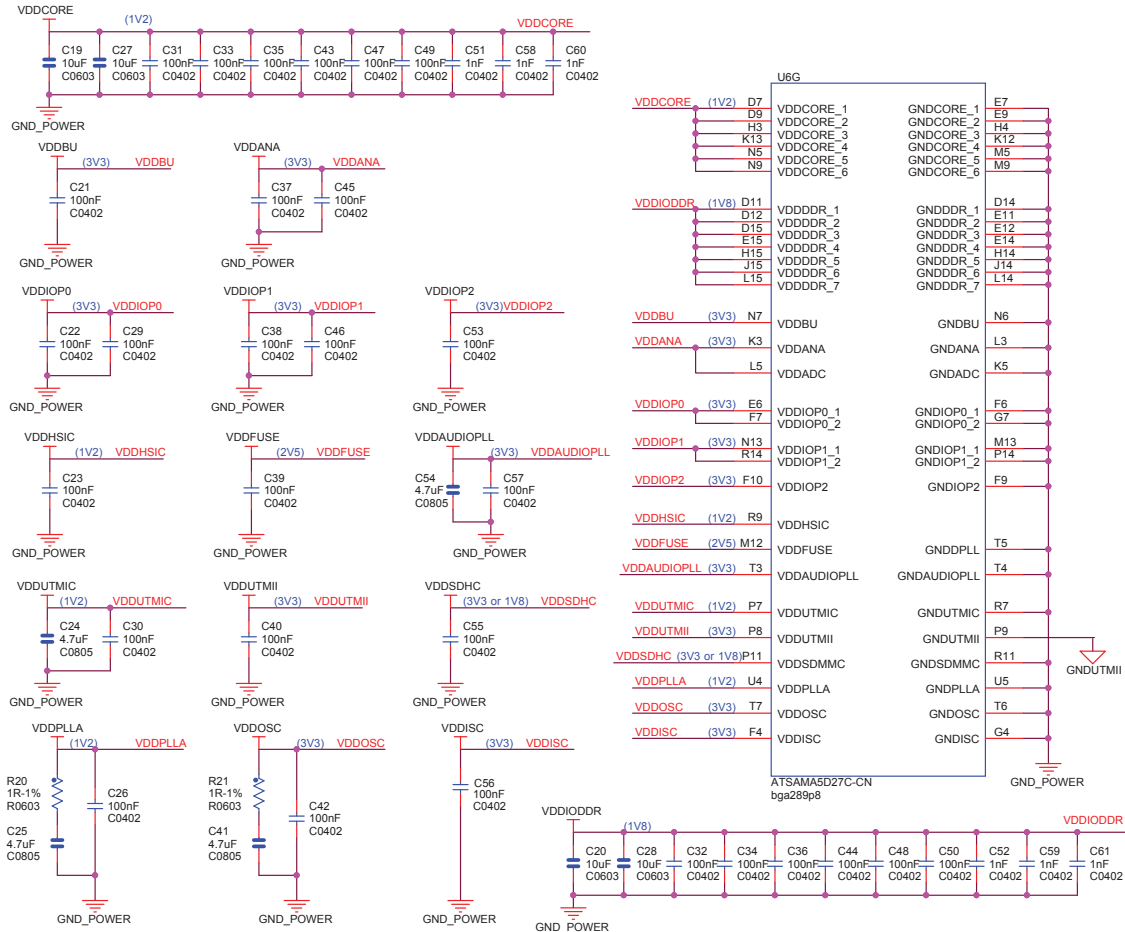 VDDCORE
(1V2)
VDDCORE
C19 10uF C0603
C27 10uF C0603
C31 100nF C0402
C33 100nF C0402
C35 100nF C0402
C43 100nF C0402
C47 100nF C0402
C49 100nF C0402
C51 1nF C0402
C58 1nF C0402
C60 1nF C0402
GND_POWER
VDDBU
(3V3) VDDBU
C21 100nF C0402
GND_POWER
VDDANA
(3V3) VDDANA
C37 100nF C0402
C45 100nF C0402
GND_POWER
VDDIOP0
(3V3) VDDIOP0
C22 100nF C0402
C29 100nF C0402
GND_POWER
VDDIOP1
(3V3) VDDIOP1
C38 100nF C0402
C46 100nF C0402
GND_POWER
VDDIOP2
(3V3)VDDIOP2
C53 100nF C0402
GND_POWER
VDDHSIC
(1V2) VDDHSIC
C23 100nF C0402
GND_POWER
VDDFUSE
(2V5) VDDFUSE
C39 100nF C0402
GND_POWER
VDDAUDIOPLL
(3V3) VDDAUDIOPLL
C54 4.7uF C0805
C57 100nF C0402
GND_POWER
VDDUTMIC
(1V2) VDDUTMIC
C24 4.7uF C0805
C30 100nF C0402
GND_POWER
VDDUTMII
(3V3) VDDUTMII
C40 100nF C0402
GND_POWER
VDDSDHC
(3V3 or 1V8) VDDSDHC
C55 100nF C0402
GND_POWER
VDDPLLA
(1V2) VDDPLLA
R20 1R-1% R0603
C25 4.7uF C0805
C26 100nF C0402
GND_POWER
VDDOSC
(3V3) VDDOSC
R21 1R-1% R0603
C41 4.7uF C0805
C42 100nF C0402
GND_POWER
VDDISC
(3V3) VDDISC
C56 100nF C0402
GND_POWER
U6G
VDDCORE (1V2) D7 VDDCORE_1 GNDCORE_1 E7
D9 VDDCORE_2 GNDCORE_2 E9
H3 VDDCORE_3 GNDCORE_3 H4
K13 VDDCORE_4 GNDCORE_4 K12
N5 VDDCORE_5 GNDCORE_5 M5
N9 VDDCORE_6 GNDCORE_6 M9
VDDIODDR (1V8) D11 VDDDDR_1 GNDDDR_1 D14
D12 VDDDDR_2 GNDDDR_2 E11
D15 VDDDDR_3 GNDDDR_3 E12
E15 VDDDDR_4 GNDDDR_4 E14
H15 VDDDDR_5 GNDDDR_5 H14
J15 VDDDDR_6 GNDDDR_6 J14
L15 VDDDDR_7 GNDDDR_7 L14
VDDBU (3V3) N7 VDDBU GNDBU N6
VDDANA (3V3) K3 VDDANA GNDANA L3
L5 VDDADC GNDADC K5
VDDIOP0 (3V3) E6 VDDIOP0_1 GNDIOP0_1 F6
F7 VDDIOP0_2 GNDIOP0_2 G7
VDDIOP1 (3V3) N13 VDDIOP1_1 GNDIOP1_1 M13
R14 VDDIOP1_2 GNDIOP1_2 P14
VDDIOP2 (3V3) F10 VDDIOP2 GNDIOP2 F9
VDDHSIC (1V2) R9 VDDHSIC
VDDFUSE (2V5) M12 VDDFUSE GNDDPLL T5
VDDAUDIOPLL (3V3) T3 VDDAUDIOPLL GNDAUDIOPLL T4
VDDUTMIC (1V2) P7 VDDUTMIC GNDUTMIC R7
VDDUTMII (3V3) P8 VDDUTMII GNDUTMII P9
GNDUTMII
VDDSDHC (3V3 or 1V8) P11 VDDSDMMC GNDSDMMC R11
VDDPLLA (1V2) U4 VDDPLLA GNDPLLA U5
VDDOSC (3V3) T7 VDDOSC GNDOSC T6
VDDISC (3V3) F4 VDDISC GNDISC G4
GND_POWER
ATSAMA5D27C-CN
bga289p8
VDDIODDR
(1V8)
VDDIODDR
C20 10uF C0603
C28 10uF C0603
C32 100nF C0402
C34 100nF C0402
C36 100nF C0402
C44 100nF C0402
C48 100nF C0402
C50 100nF C0402
C52 1nF C0402
C59 1nF C0402
C61 1nF C0402
GND_POWER